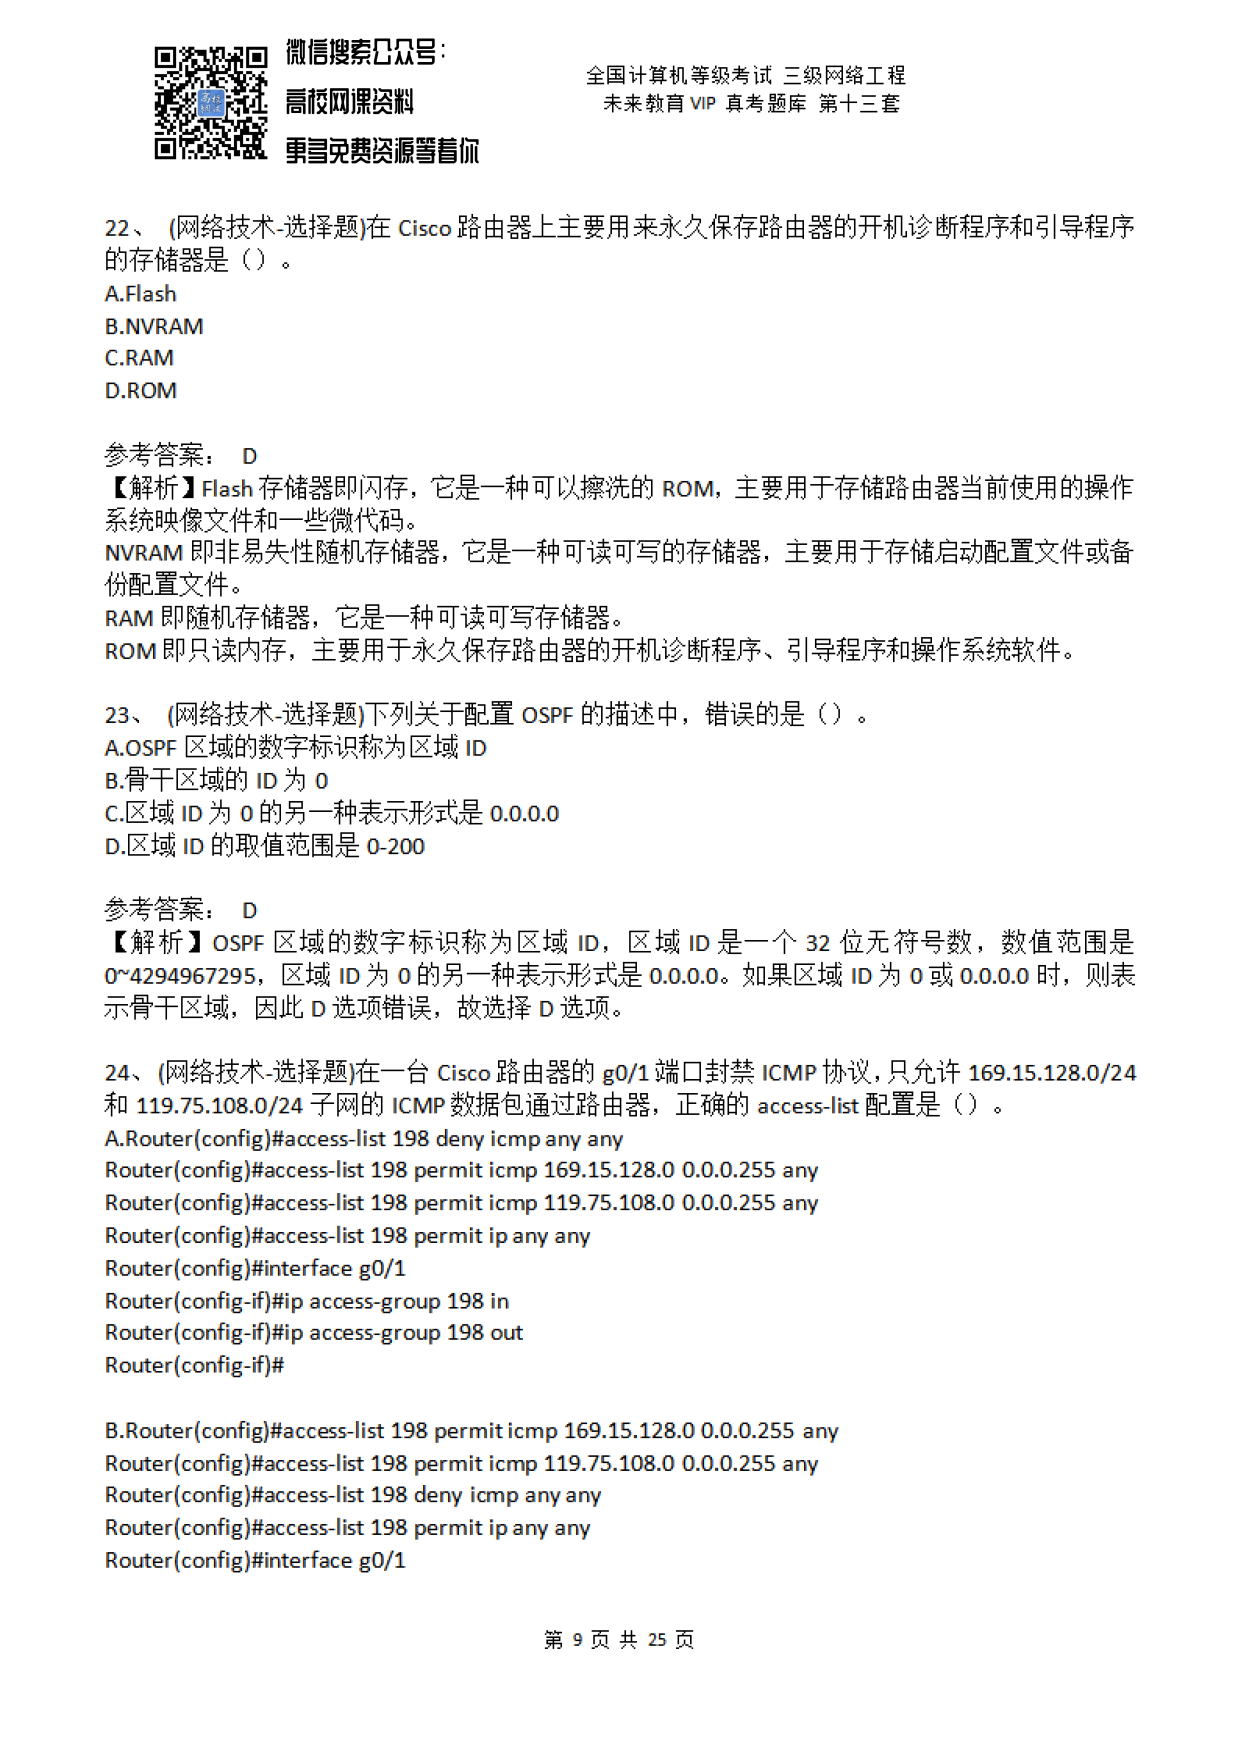 微信搜索公众号：
高校网课资料
更多免费资源等着你
全国计算机等级考试 三级网络工程
未来教育 VIP 真考题库 第十三套
22、 (网络技术-选择题)在 Cisco 路由器上主要用来永久保存路由器的开机诊断程序和引导程序
的存储器是（）。
A.Flash
B.NVRAM
C.RAM
D.ROM
参考答案： D
【解析】Flash 存储器即闪存，它是一种可以擦洗的 ROM，主要用于存储路由器当前使用的操作
系统映像文件和一些微代码。
NVRAM 即非易失性随机存储器，它是一种可读可写的存储器，主要用于存储启动配置文件或备
份配置文件。
RAM 即随机存储器，它是一种可读可写存储器。
ROM 即只读内存，主要用于永久保存路由器的开机诊断程序、引导程序和操作系统软件。
23、 (网络技术-选择题)下列关于配置 OSPF 的描述中，错误的是（）。
A.OSPF 区域的数字标识称为区域 ID
B.骨干区域的 ID 为 0
C.区域 ID 为 0 的另一种表示形式是 0.0.0.0
D.区域 ID 的取值范围是 0-200
参考答案： D
【解析】OSPF 区域的数字标识称为区域 ID，区域 ID 是一个 32 位无符号数，数值范围是
0~4294967295，区域 ID 为 0 的另一种表示形式是 0.0.0.0。如果区域 ID 为 0 或 0.0.0.0 时，则表
示骨干区域，因此 D 选项错误，故选择 D 选项。
24、(网络技术-选择题)在一台 Cisco 路由器的 g0/1 端口封禁 ICMP 协议，只允许 169.15.128.0/24
和 119.75.108.0/24 子网的 ICMP 数据包通过路由器，正确的 access-list 配置是（）。
A.Router(config)#access-list 198 deny icmp any any
Router(config)#access-list 198 permit icmp 169.15.128.0 0.0.0.255 any
Router(config)#access-list 198 permit icmp 119.75.108.0 0.0.0.255 any
Router(config)#access-list 198 permit ip any any
Router(config)#interface g0/1
Router(config-if)#ip access-group 198 in
Router(config-if)#ip access-group 198 out
Router(config-if)#
B.Router(config)#access-list 198 permit icmp 169.15.128.0 0.0.0.255 any
Router(config)#access-list 198 permit icmp 119.75.108.0 0.0.0.255 any
Router(config)#access-list 198 deny icmp any any
Router(config)#access-list 198 permit ip any any
Router(config)#interface g0/1
第 9 页 共 25 页